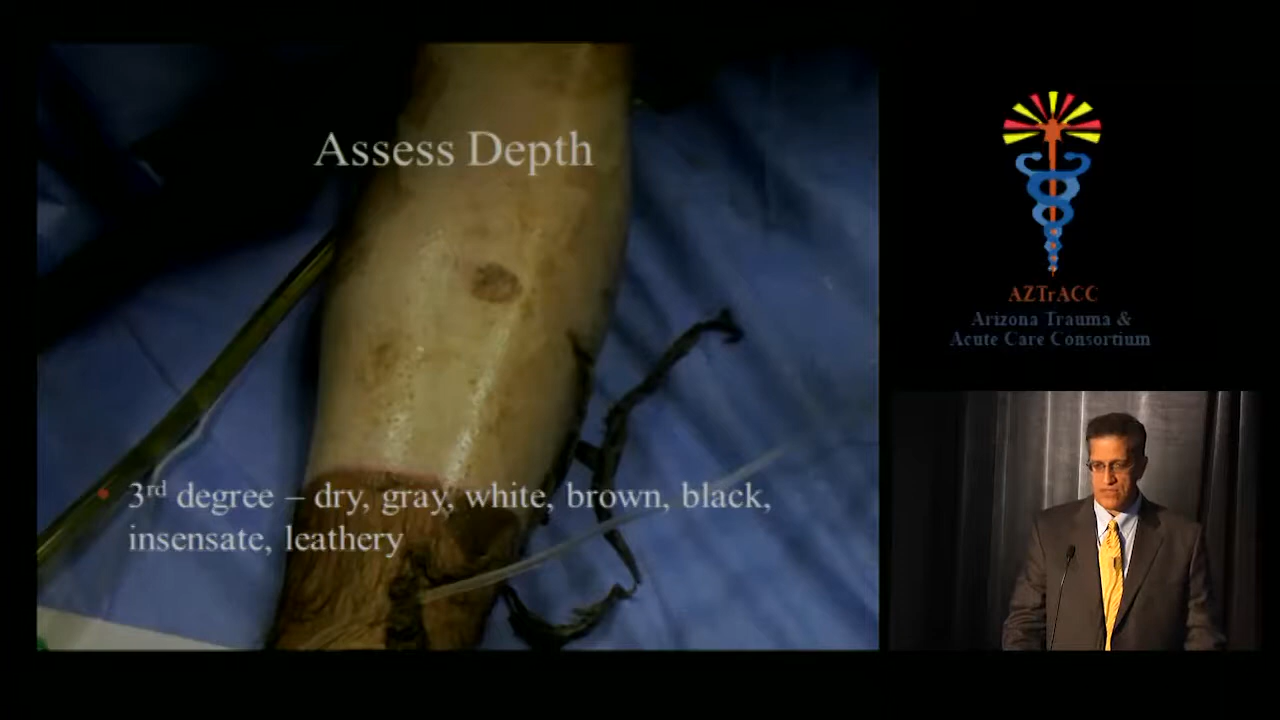 Assess Depth
• 3rd degree – dry, gray, white, brown, black,
insensate, leathery
AZTrACC
Arizona Trauma &
Acute Care Consortium